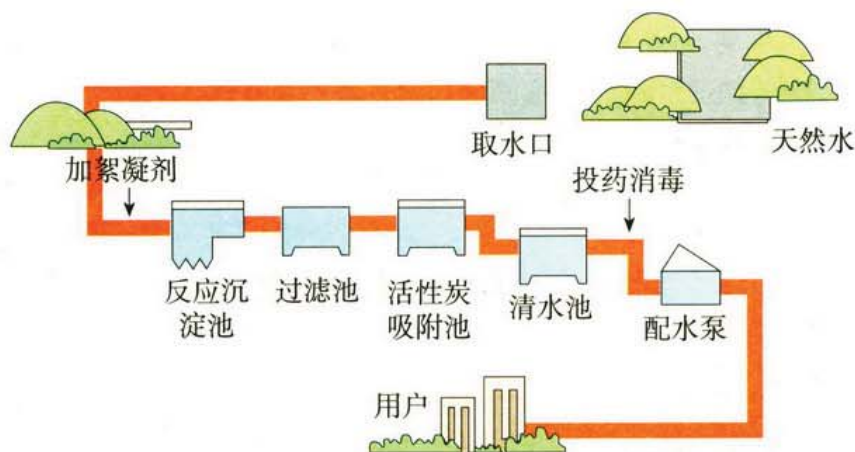 取水口
天然水
加絮凝剂
投药消毒
反应沉
淀池
过滤池
活性炭
吸附池
清水池
配水泵
用户